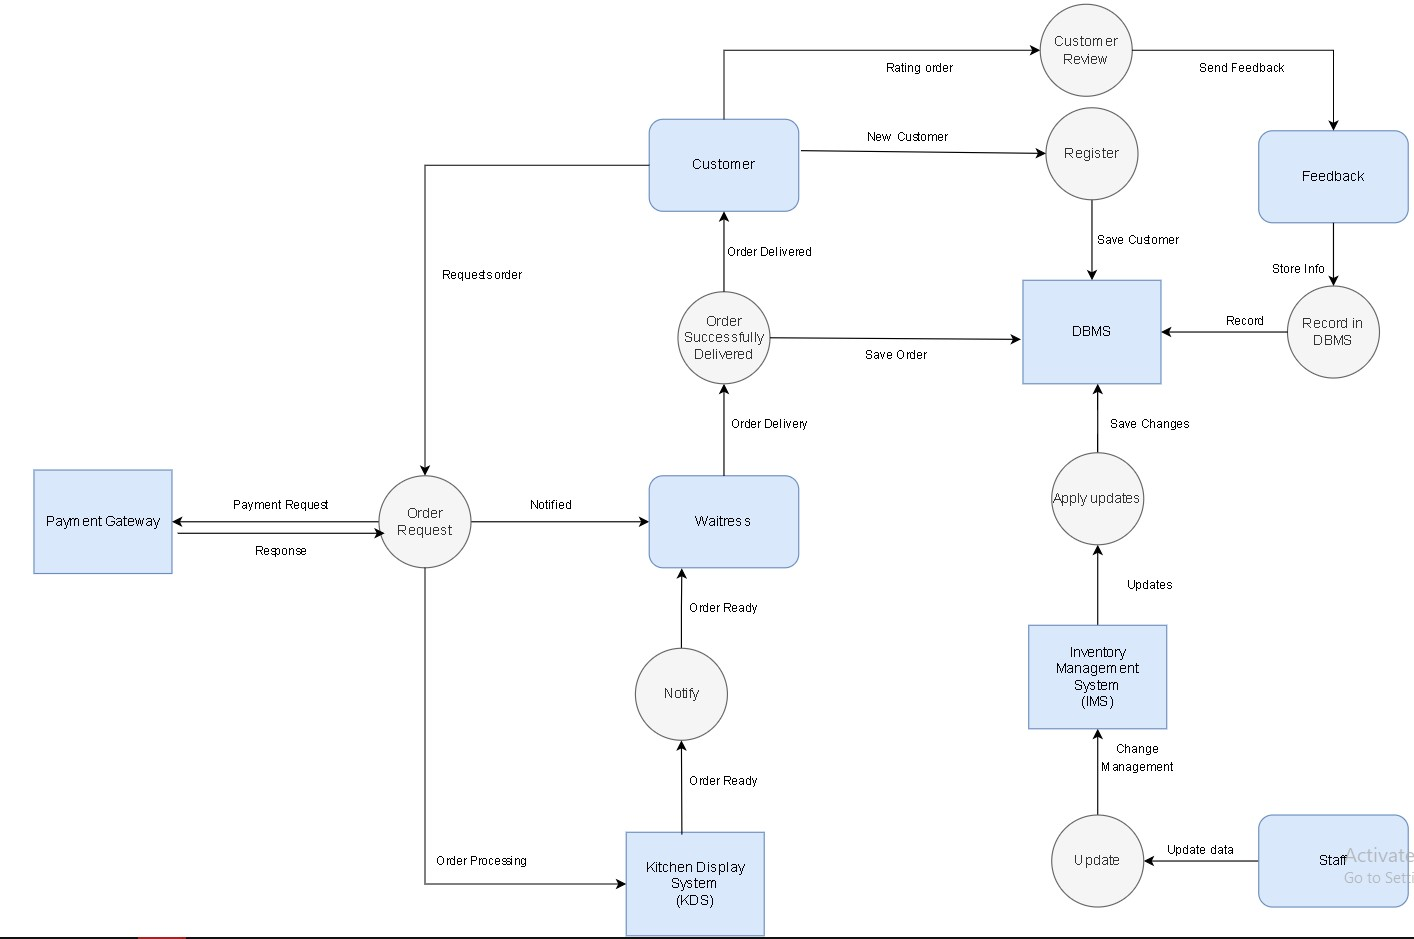 Customer
Review
Rating order
Send Feedback
New Customer
Customer
Register
Feedback
Save Customer
Order Delivered
Store Info
Requests order
Order
Successfully
Delivered
Save Order
DBMS
Record
Record in
DBMS
Order Delivery
Save Changes
Payment Gateway
Payment Request
Response
Order
Request
Notified
Waitress
Apply updates
Order Ready
Updates
Notify
Inventory
Management
System
(IMS)
Order Ready
Change
Management
Order Processing
Kitchen Display
System
(KDS)
Update
Update data
Staff
Activate
Go to Setti